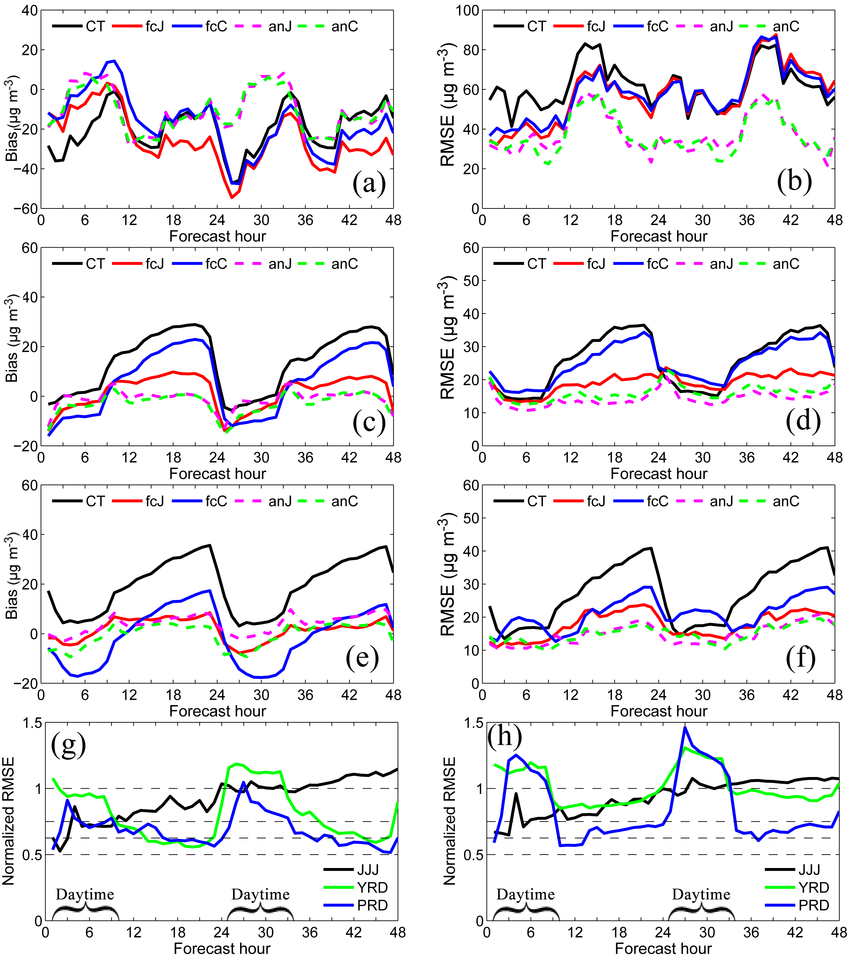 CT fcJ fcC anJ anC
40
20
0
−20
−40
−60
Bias (µg m⁻³)
(a)
0 6 12 18 24 30 36 42 48
Forecast hour
CT fcJ fcC anJ anC
100
80
60
40
20
0
RMSE (µg m⁻³)
(b)
0 6 12 18 24 30 36 42 48
Forecast hour
CT fcJ fcC anJ anC
60
40
20
0
−20
Bias (µg m⁻³)
(c)
0 6 12 18 24 30 36 42 48
Forecast hour
CT fcJ fcC anJ anC
60
50
40
30
20
10
0
RMSE (µg m⁻³)
(d)
0 6 12 18 24 30 36 42 48
Forecast hour
CT fcJ fcC anJ anC
60
40
20
0
−20
Bias (µg m⁻³)
(e)
0 6 12 18 24 30 36 42 48
Forecast hour
CT fcJ fcC anJ anC
60
50
40
30
20
10
0
RMSE (µg m⁻³)
(f)
0 6 12 18 24 30 36 42 48
Forecast hour
(g)
1.5
1
0.5
0
Normalized RMSE
Daytime Daytime
JJJ
YRD
PRD
0 6 12 18 24 30 36 42 48
Forecast hour
(h)
1.5
1
0.5
0
Normalized RMSE
Daytime Daytime
JJJ
YRD
PRD
0 6 12 18 24 30 36 42 48
Forecast hour